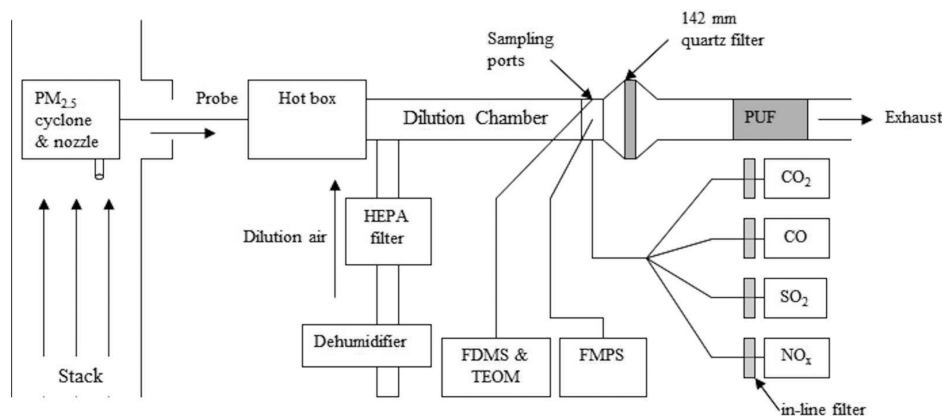 142 mm
quartz filter
Sampling
ports
PM2.5
cyclone
& nozzle
Probe
Hot box
Dilution Chamber
PUF
Exhaust
CO2
HEPA
filter
Dilution air
CO
SO2
Dehumidifier
FDMS &
TEOM
FMPS
NOx
Stack
in-line filter